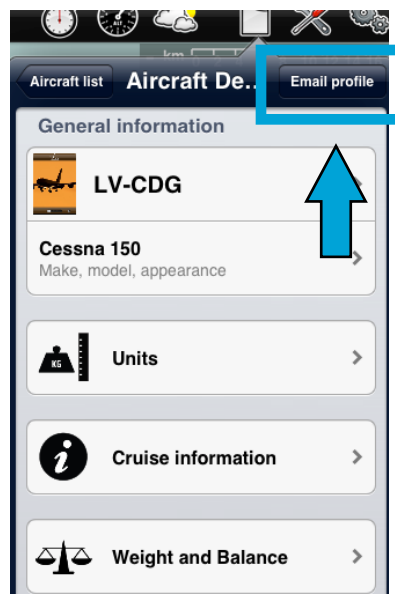 km
Aircraft list
Aircraft De...
Email profile
General information
LV-CDG
Cessna 150
Make, model, appearance
KG
Units
Cruise information
Weight and Balance